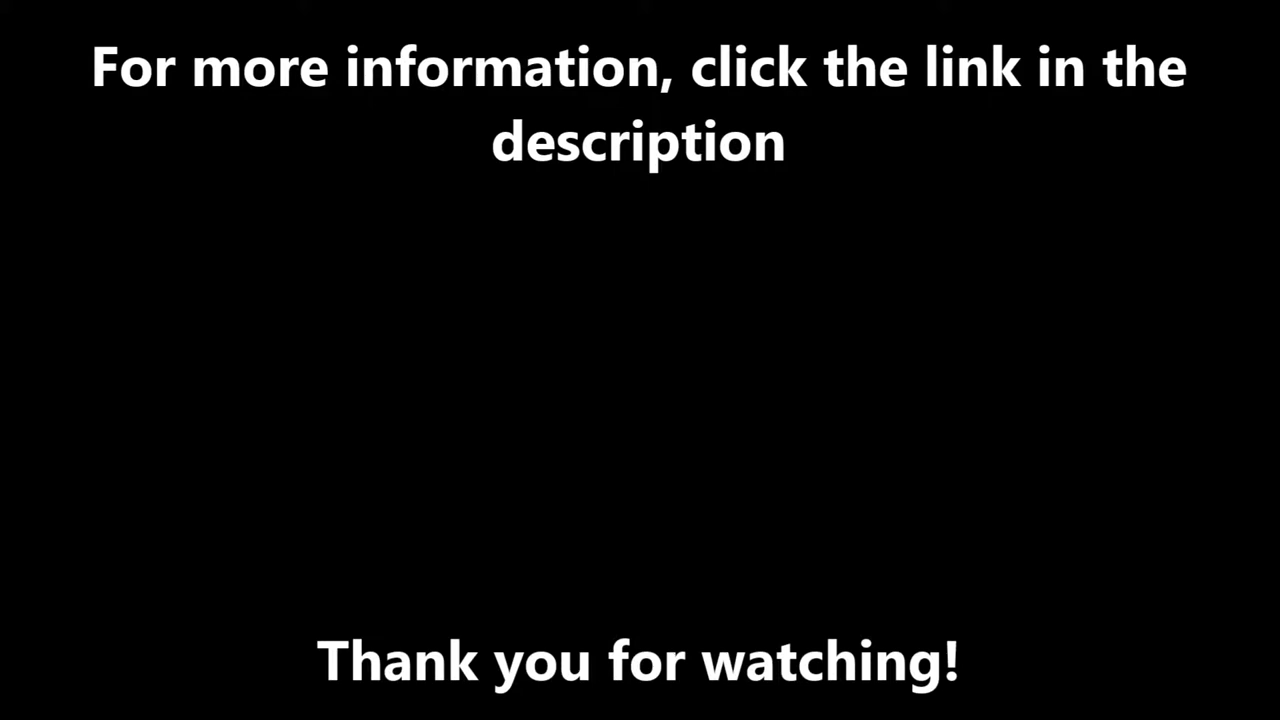 For more information, click the link in the
description
Thank you for watching!